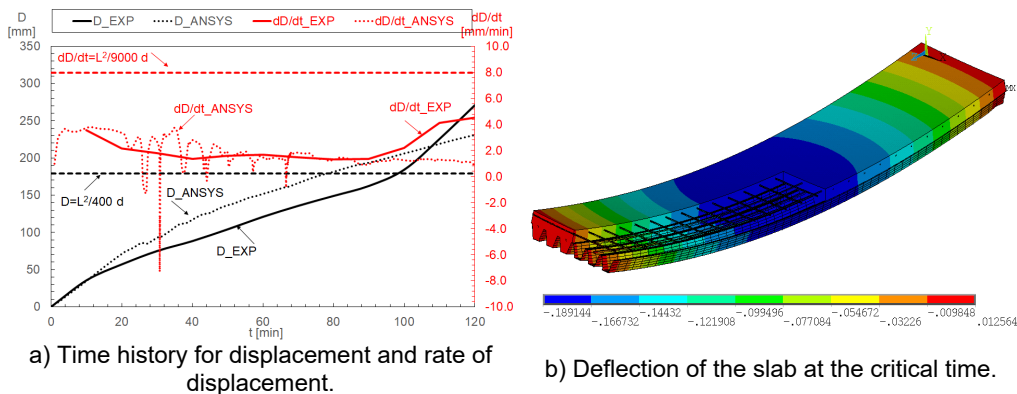 D
[mm]
D_EXP D_ANSYS dD/dt_EXP dD/dt_ANSYS
dD/dt
[mm/min]
350
300
250
200
150
100
50
0
10.0
8.0
6.0
4.0
2.0
0.0
-2.0
-4.0
-6.0
-8.0
-10.0
dD/dt=L²/9000 d
dD/dt_ANSYS
dD/dt_EXP
D=L²/400 d
D_ANSYS
D_EXP
0 20 40 60 80 100 120
t [min]
a) Time history for displacement and rate of
displacement.
Y
MX
-.189144 -.14432 -.099496 -.054672 -.009848
-.166732 -.121908 -.077084 -.03226 .012564
b) Deflection of the slab at the critical time.